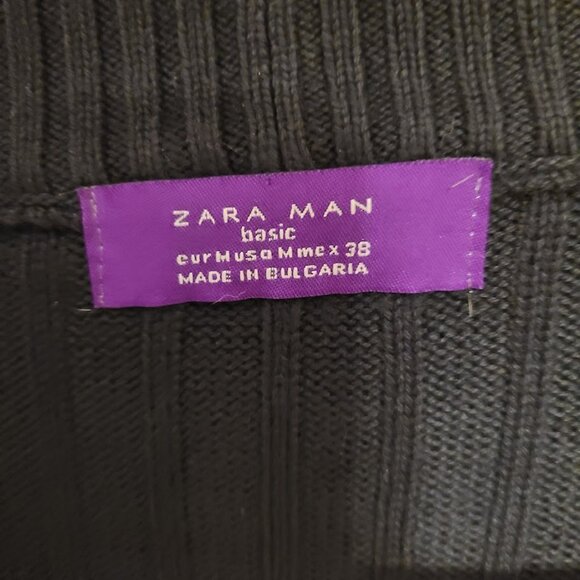 ZARA MAN
basic
eur M usa M mex 38
MADE IN BULGARIA